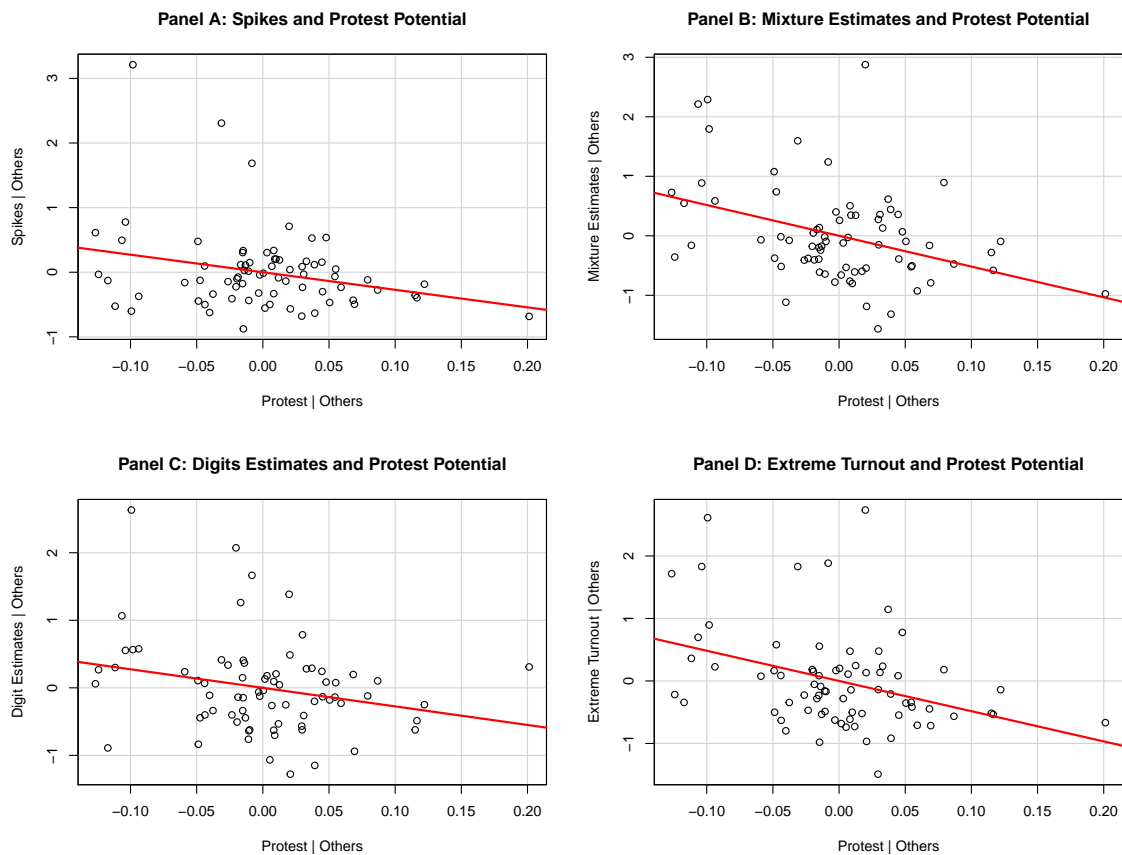 Panel A: Spikes and Protest Potential
Spikes | Others
3
2
1
0
−1
−0.10 −0.05 0.00 0.05 0.10 0.15 0.20
Protest | Others
Panel B: Mixture Estimates and Protest Potential
Mixture Estimates | Others
3
2
1
0
−1
−0.10 −0.05 0.00 0.05 0.10 0.15 0.20
Protest | Others
Panel C: Digits Estimates and Protest Potential
Digit Estimates | Others
2
1
0
−1
−0.10 −0.05 0.00 0.05 0.10 0.15 0.20
Protest | Others
Panel D: Extreme Turnout and Protest Potential
Extreme Turnout | Others
2
1
0
−1
−0.10 −0.05 0.00 0.05 0.10 0.15 0.20
Protest | Others